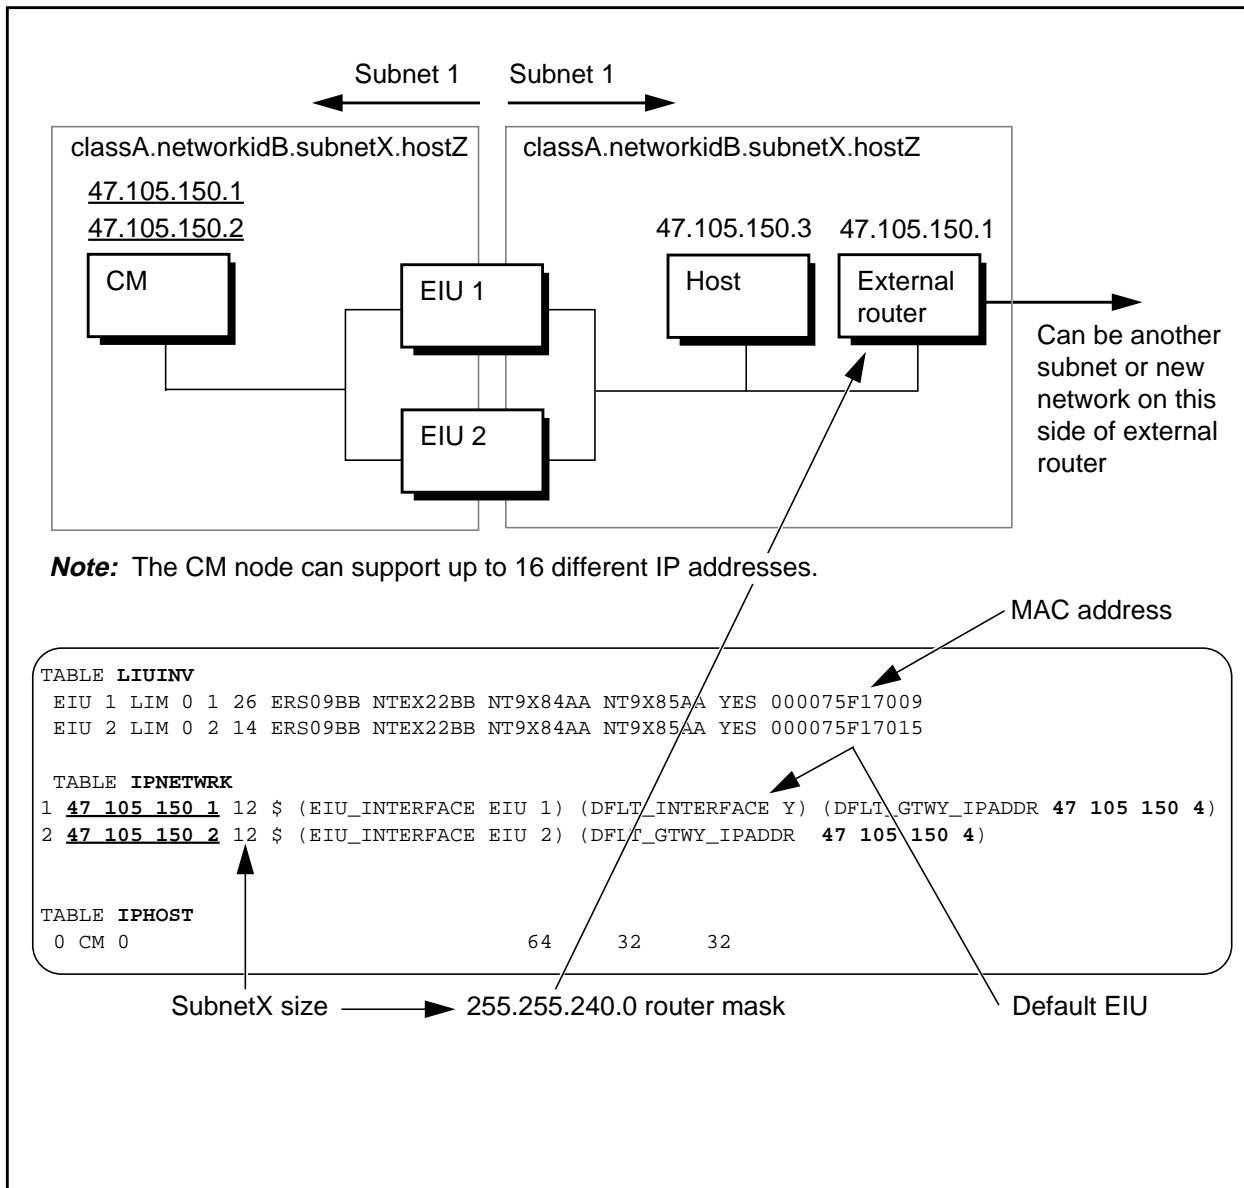 Subnet 1
Subnet 1
classA.networkidB.subnetX.hostZ
classA.networkidB.subnetX.hostZ
47.105.150.1
47.105.150.2
47.105.150.3
47.105.150.1
CM
EIU 1
Host
External
router
EIU 2
Can be another
subnet or new
network on this
side of external
router
Note: The CM node can support up to 16 different IP addresses.
MAC address
TABLE LIUINV
EIU 1 LIM 0 1 26 ERS09BB NTEX22BB NT9X84AA NT9X85AA YES 000075F17009
EIU 2 LIM 0 2 14 ERS09BB NTEX22BB NT9X84AA NT9X85AA YES 000075F17015
TABLE IPNETWRK
1 47 105 150 1 12 $ (EIU_INTERFACE EIU 1) (DFLT_INTERFACE Y) (DFLT_GTWY_IPADDR 47 105 150 4)
2 47 105 150 2 12 $ (EIU_INTERFACE EIU 2) (DFLT_GTWY_IPADDR 47 105 150 4)
TABLE IPHOST
0 CM 0 64 32 32
SubnetX size
255.255.240.0 router mask
Default EIU